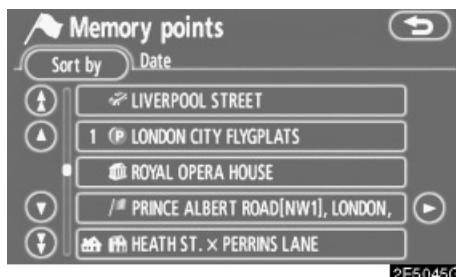 Memory points
Sort by Date
LIVERPOOL STREET
1 P LONDON CITY FLYGPLATS
ROYAL OPERA HOUSE
PRINCE ALBERT ROAD[NW1], LONDON,
HEATH ST. × PERRINS LANE
2E5045C